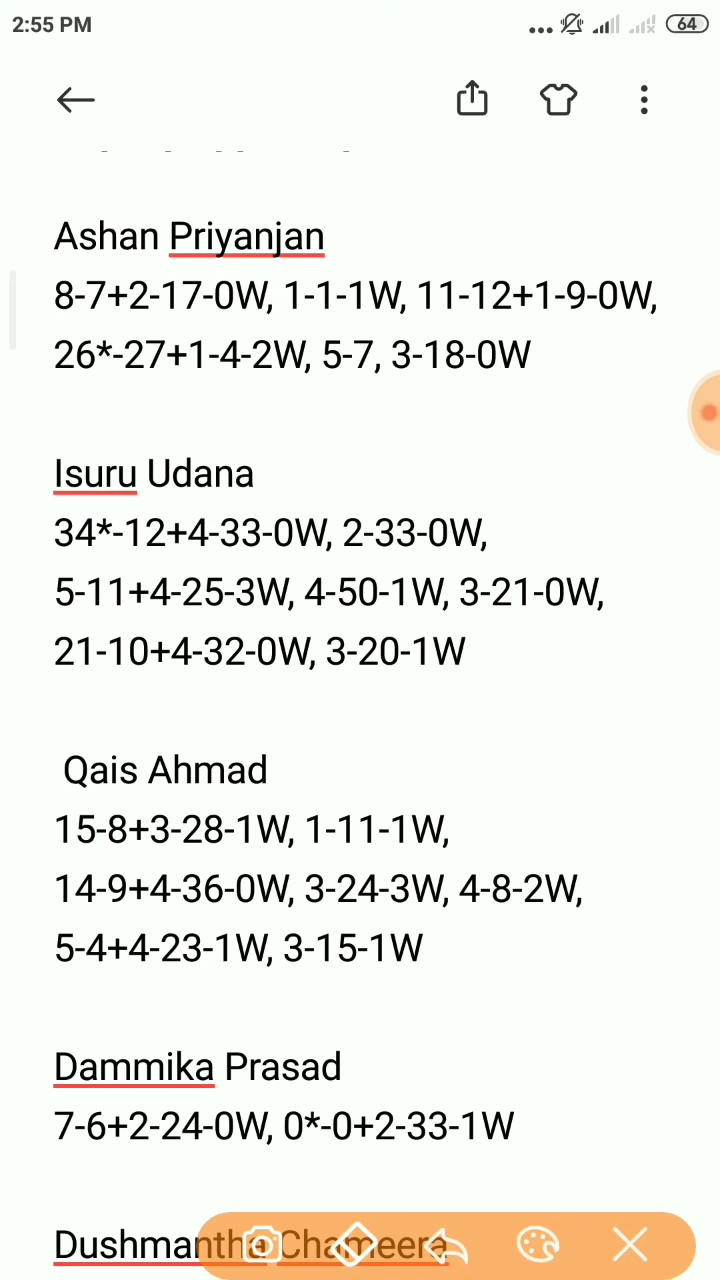 2:55 PM
64
Ashan Priyanjan
8-7+2-17-0W, 1-1-1W, 11-12+1-9-0W,
26*-27+1-4-2W, 5-7, 3-18-0W
Isuru Udana
34*-12+4-33-0W, 2-33-0W,
5-11+4-25-3W, 4-50-1W, 3-21-0W,
21-10+4-32-0W, 3-20-1W
Qais Ahmad
15-8+3-28-1W, 1-11-1W,
14-9+4-36-0W, 3-24-3W, 4-8-2W,
5-4+4-23-1W, 3-15-1W
Dammika Prasad
7-6+2-24-0W, 0*-0+2-33-1W
Dushmantha Chameera